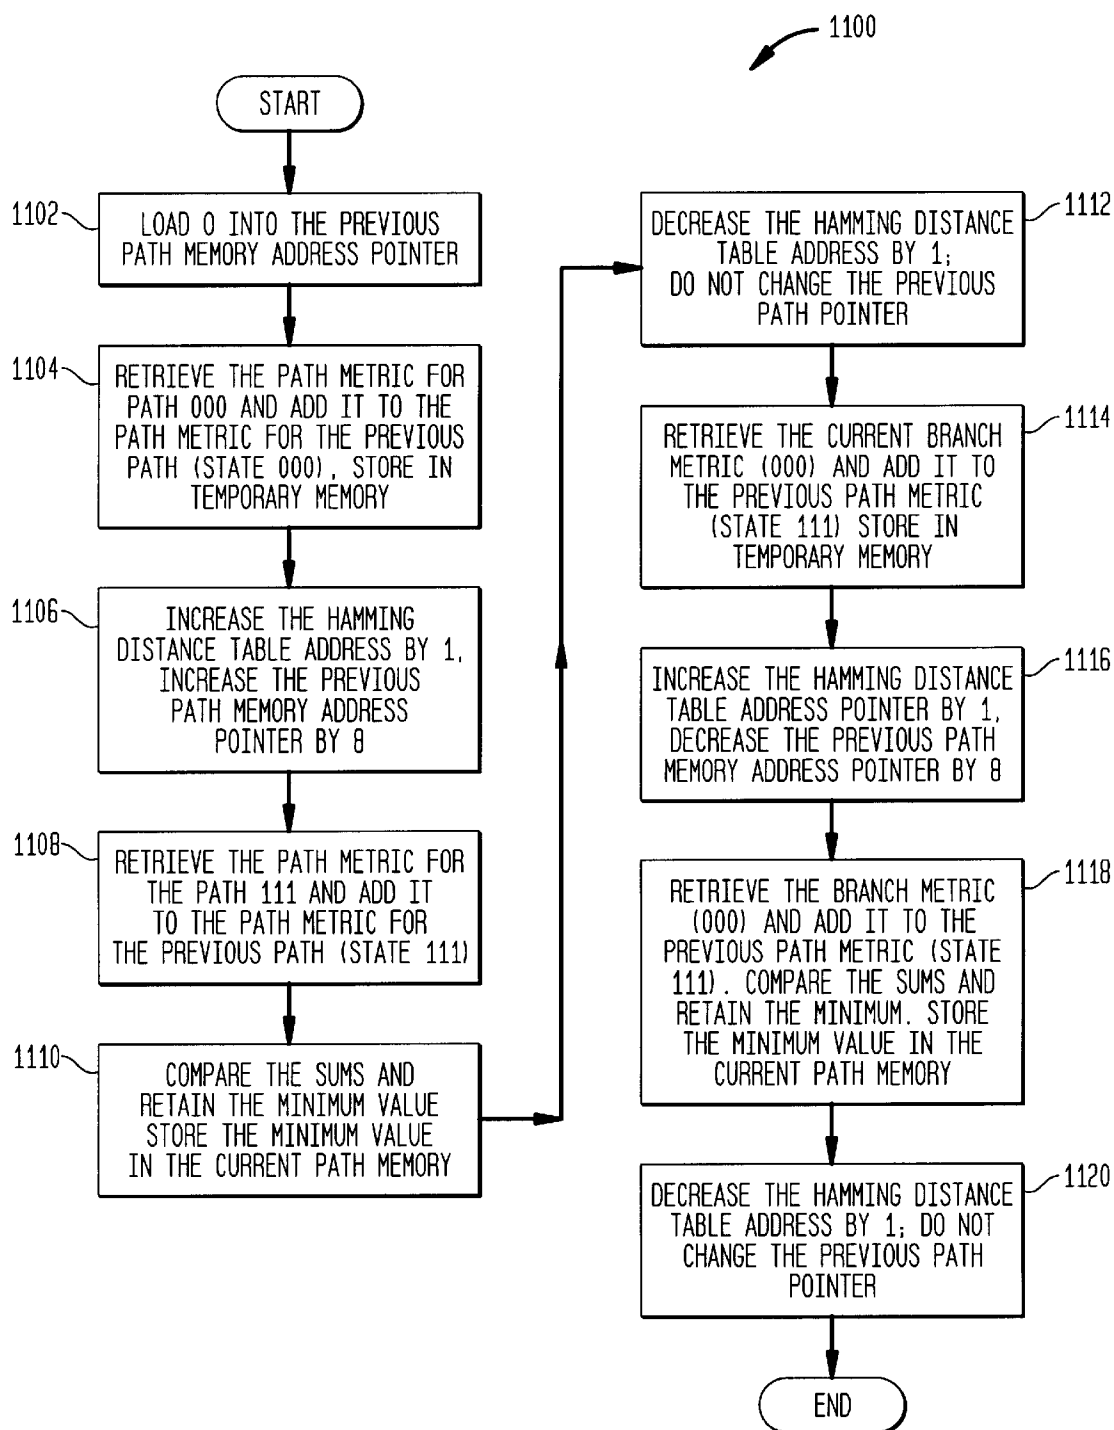 1100
START
1102
LOAD 0 INTO THE PREVIOUS
PATH MEMORY ADDRESS POINTER
1104
RETRIEVE THE PATH METRIC FOR
PATH 000 AND ADD IT TO THE
PATH METRIC FOR THE PREVIOUS
PATH (STATE 000), STORE IN
TEMPORARY MEMORY
1106
INCREASE THE HAMMING
DISTANCE TABLE ADDRESS BY 1,
INCREASE THE PREVIOUS
PATH MEMORY ADDRESS
POINTER BY 8
1108
RETRIEVE THE PATH METRIC FOR
THE PATH 111 AND ADD IT
TO THE PATH METRIC FOR
THE PREVIOUS PATH (STATE 111)
1110
COMPARE THE SUMS AND
RETAIN THE MINIMUM VALUE
STORE THE MINIMUM VALUE
IN THE CURRENT PATH MEMORY
1112
DECREASE THE HAMMING DISTANCE
TABLE ADDRESS BY 1;
DO NOT CHANGE THE PREVIOUS
PATH POINTER
1114
RETRIEVE THE CURRENT BRANCH
METRIC (000) AND ADD IT TO
THE PREVIOUS PATH METRIC
(STATE 111) STORE IN
TEMPORARY MEMORY
1116
INCREASE THE HAMMING DISTANCE
TABLE ADDRESS POINTER BY 1,
DECREASE THE PREVIOUS PATH
MEMORY ADDRESS POINTER BY 8
1118
RETRIEVE THE BRANCH METRIC
(000) AND ADD IT TO THE
PREVIOUS PATH METRIC (STATE
111). COMPARE THE SUMS AND
RETAIN THE MINIMUM. STORE
THE MINIMUM VALUE IN THE
CURRENT PATH MEMORY
1120
DECREASE THE HAMMING DISTANCE
TABLE ADDRESS BY 1; DO NOT
CHANGE THE PREVIOUS PATH
POINTER
END